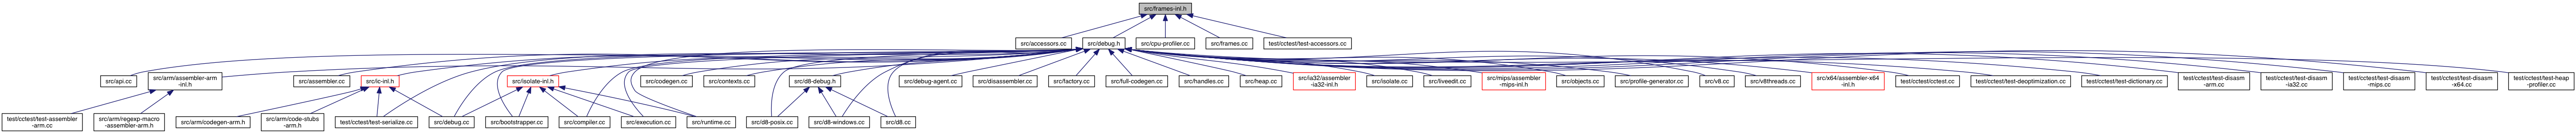 src/frames-inl.h
src/accessors.cc
src/debug.h
src/cpu-profiler.cc
src/frames.cc
test/cctest/test-accessors.cc
src/api.cc
src/arm/assembler-arm
-inl.h
src/assembler.cc
src/ic-inl.h
src/isolate-inl.h
src/codegen.cc
src/contexts.cc
src/d8-debug.h
src/debug-agent.cc
src/disassembler.cc
src/factory.cc
src/full-codegen.cc
src/handles.cc
src/heap.cc
src/ia32/assembler
-ia32-inl.h
src/isolate.cc
src/liveedit.cc
src/mips/assembler
-mips-inl.h
src/objects.cc
src/profile-generator.cc
src/v8.cc
src/v8threads.cc
src/x64/assembler-x64
-inl.h
test/cctest/cctest.cc
test/cctest/test-deoptimization.cc
test/cctest/test-dictionary.cc
test/cctest/test-disasm
-arm.cc
test/cctest/test-disasm
-ia32.cc
test/cctest/test-disasm
-mips.cc
test/cctest/test-disasm
-x64.cc
test/cctest/test-heap
-profiler.cc
test/cctest/test-assembler
-arm.cc
src/arm/regexp-macro
-assembler-arm.h
src/arm/codegen-arm.h
src/arm/code-stubs
-arm.h
test/cctest/test-serialize.cc
src/debug.cc
src/bootstrapper.cc
src/compiler.cc
src/execution.cc
src/runtime.cc
src/d8-posix.cc
src/d8-windows.cc
src/d8.cc